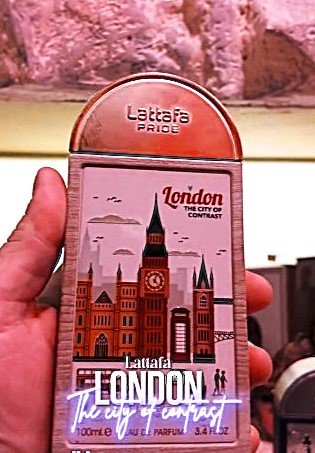 Lattafa
PRIDE
London
THE CITY OF
CONTRAST
Lattafa
LONDON
The city of contrast
100ml EAU DE PARFUM 3.4 FL.OZ